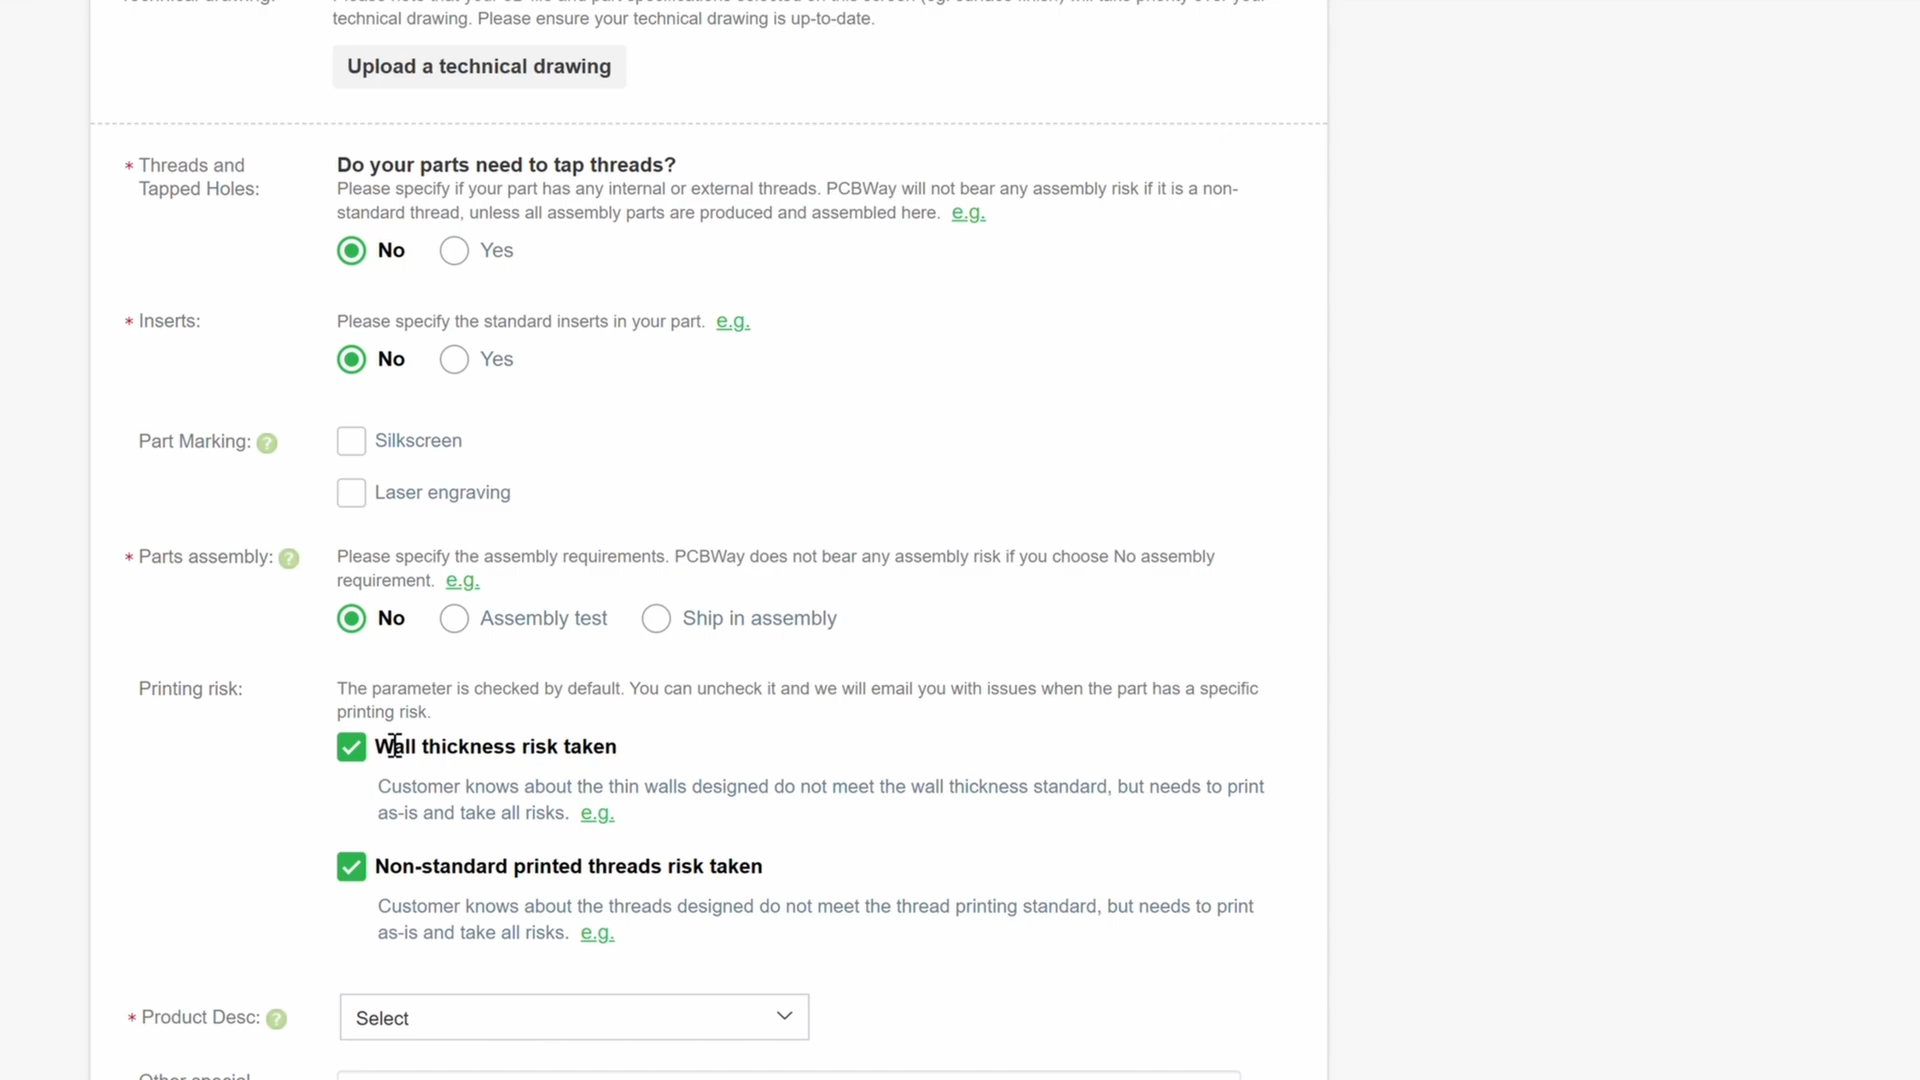 technical drawing. Please ensure your technical drawing is up-to-date.
Upload a technical drawing
* Threads and
Tapped Holes:
Do your parts need to tap threads?
Please specify if your part has any internal or external threads. PCBWay will not bear any assembly risk if it is a non-
standard thread, unless all assembly parts are produced and assembled here. e.g.
No Yes
* Inserts:
Please specify the standard inserts in your part. e.g.
No Yes
Part Marking: ?
Silkscreen
Laser engraving
* Parts assembly: ?
Please specify the assembly requirements. PCBWay does not bear any assembly risk if you choose No assembly
requirement. e.g.
No Assembly test Ship in assembly
Printing risk:
The parameter is checked by default. You can uncheck it and we will email you with issues when the part has a specific
printing risk.
Wall thickness risk taken
Customer knows about the thin walls designed do not meet the wall thickness standard, but needs to print
as-is and take all risks. e.g.
Non-standard printed threads risk taken
Customer knows about the threads designed do not meet the thread printing standard, but needs to print
as-is and take all risks. e.g.
* Product Desc: ?
Select
Other special